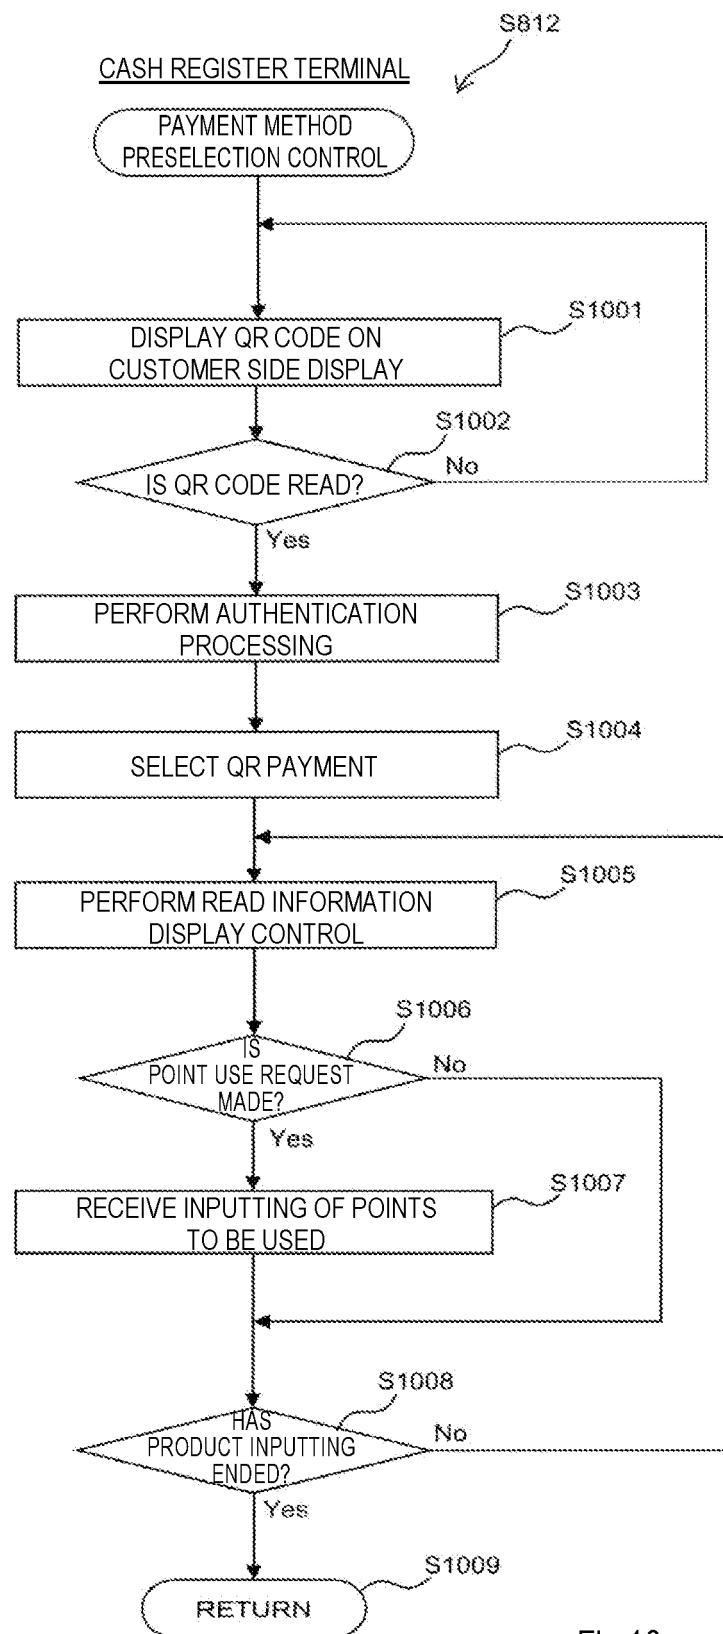 S812
CASH REGISTER TERMINAL
PAYMENT METHOD
PRESELECTION CONTROL
S1001
DISPLAY QR CODE ON
CUSTOMER SIDE DISPLAY
S1002
No
IS QR CODE READ?
Yes
S1003
PERFORM AUTHENTICATION
PROCESSING
S1004
SELECT QR PAYMENT
S1005
PERFORM READ INFORMATION
DISPLAY CONTROL
S1006
IS
No
POINT USE REQUEST
MADE?
Yes
S1007
RECEIVE INPUTTING OF POINTS
TO BE USED
S1008
HAS
No
PRODUCT INPUTTING
ENDED?
Yes
S1009
RETURN